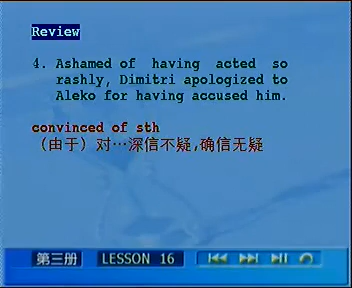 Review
4. Ashamed of having acted so
rashly, Dimitri apologized to
Aleko for having accused him.
convinced of sth
（由于）对…深信不疑,确信无疑
第三册 LESSON 16